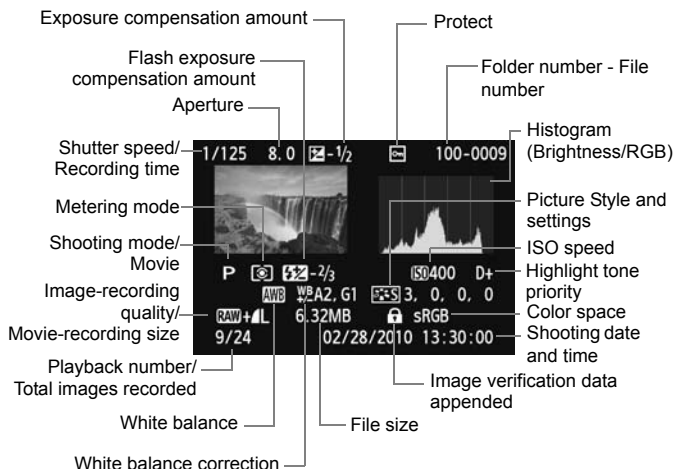 Exposure compensation amount
Protect
Flash exposure
compensation amount
Folder number - File
number
Aperture
Histogram
(Brightness/RGB)
Shutter speed/
Recording time
1/125 8.0 -1/2 100-0009
Metering mode
Picture Style and
settings
Shooting mode/
Movie
ISO speed
P -2/3 ISO400 D+
Highlight tone
priority
Image-recording
quality/
Movie-recording size
AWB WB A2, G1 S 3, 0, 0, 0
RAW+L 6.32MB sRGB
Color space
9/24 02/28/2010 13:30:00
Shooting date
and time
Playback number/
Total images recorded
Image verification data
appended
White balance
File size
White balance correction